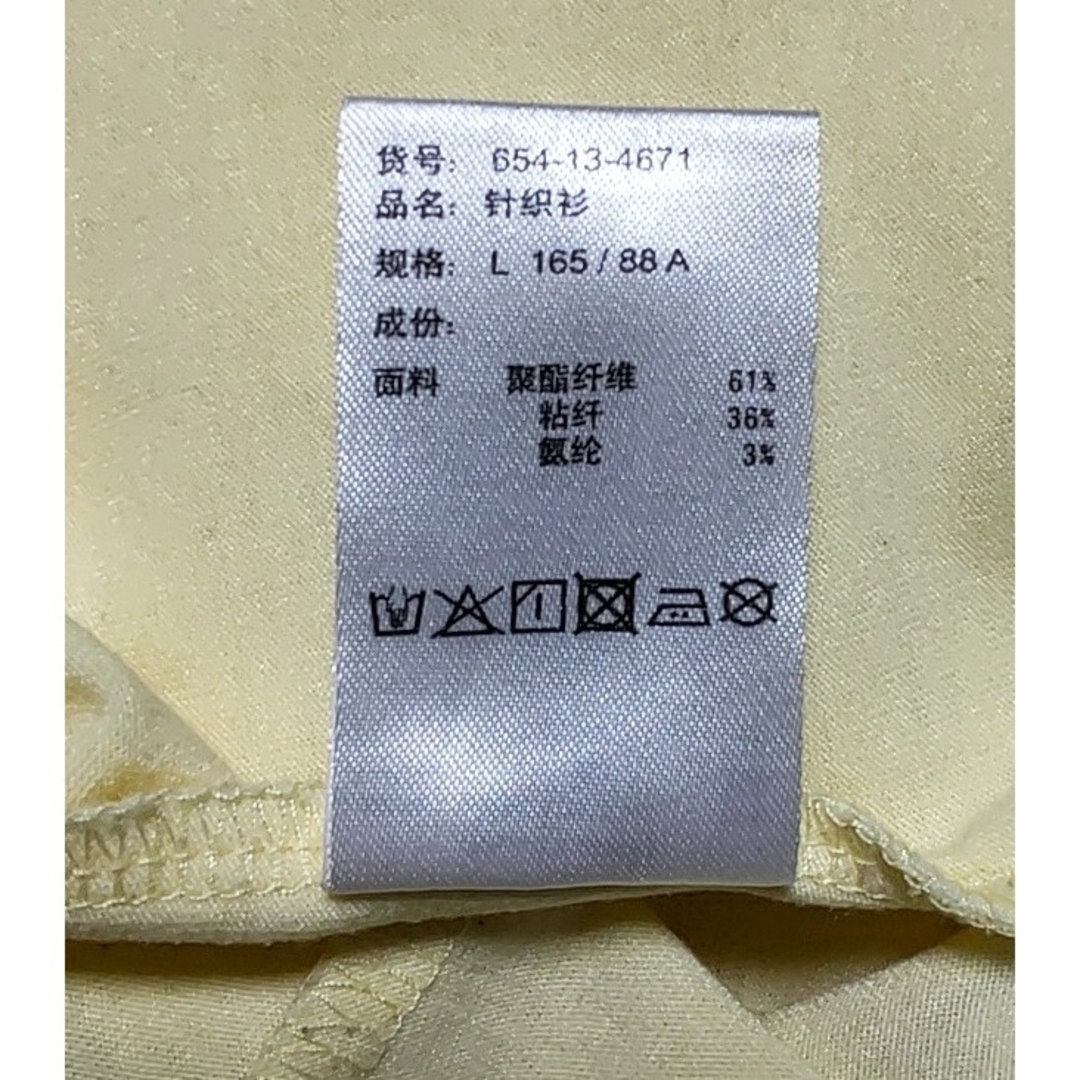 货号: 654-13-4671
品名: 针织衫
规格: L 165 / 88 A
成份:
面料 聚酯纤维 61%
粘纤 36%
氨纶 3%